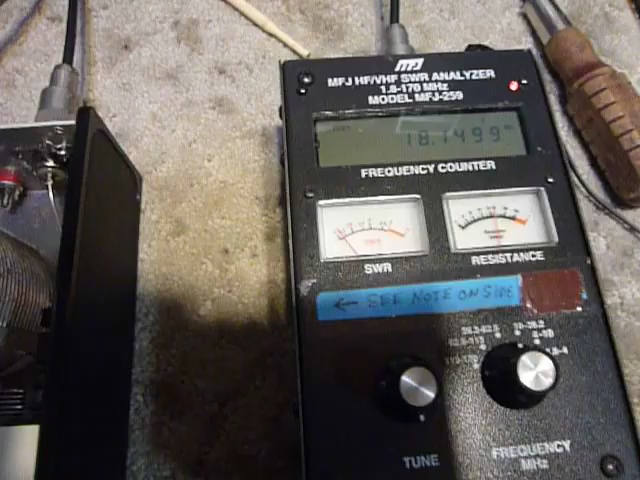 MFJ
MFJ HF/VHF SWR ANALYZER
1.8-170 MHz
MODEL MFJ-259
18.1499
FREQUENCY COUNTER
SWR
RESISTANCE
← SEE NOTE ON SIDE
TUNE
FREQUENCY
MHz